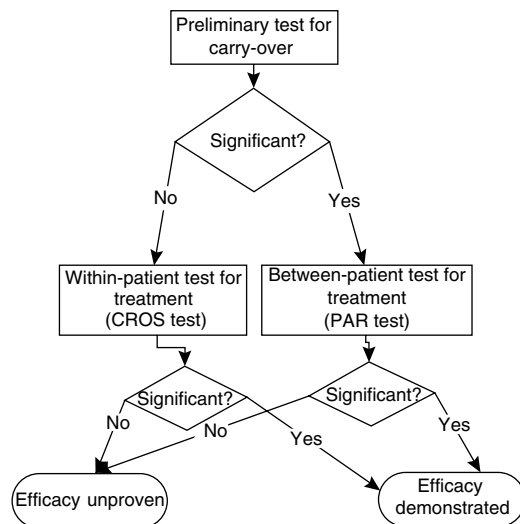 Preliminary test for
carry-over
Significant?
No
Yes
Within-patient test for
treatment
(CROS test)
Between-patient test for
treatment
(PAR test)
Significant?
Significant?
No
No
Yes
Yes
Efficacy unproven
Efficacy
demonstrated